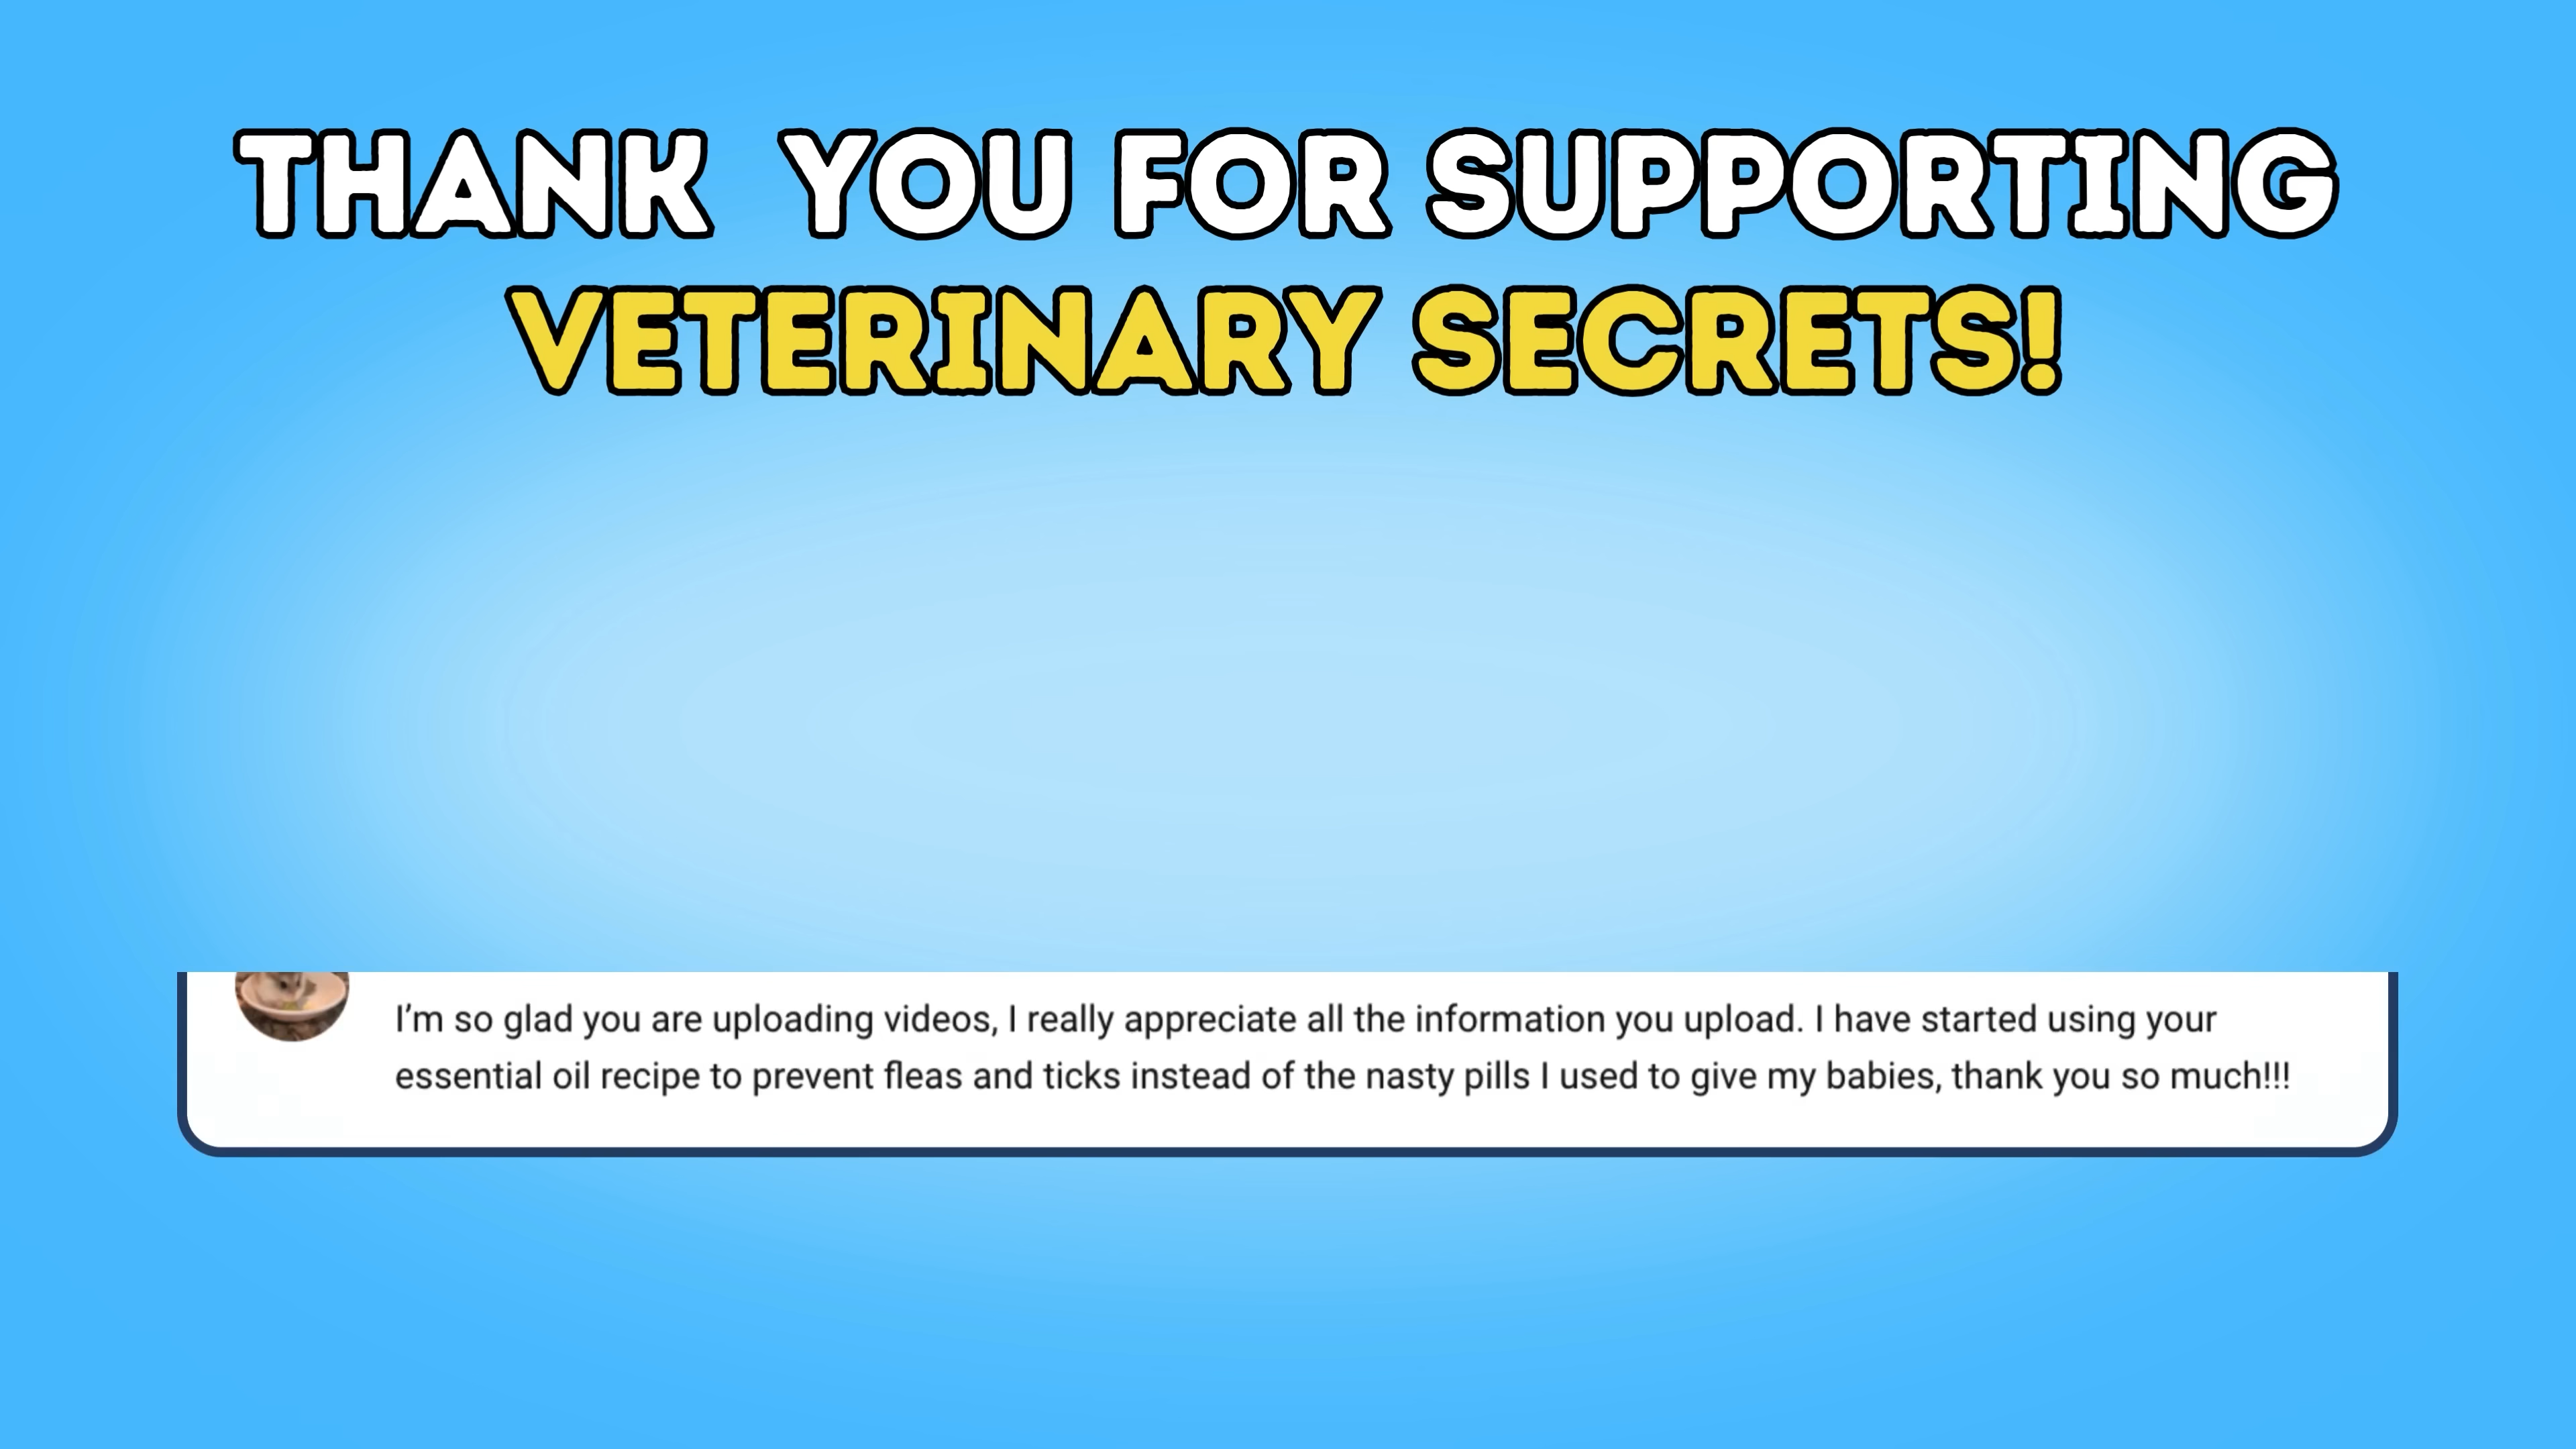 THANK YOU FOR SUPPORTING
VETERINARY SECRETS!
I’m so glad you are uploading videos, I really appreciate all the information you upload. I have started using your
essential oil recipe to prevent fleas and ticks instead of the nasty pills I used to give my babies, thank you so much!!!